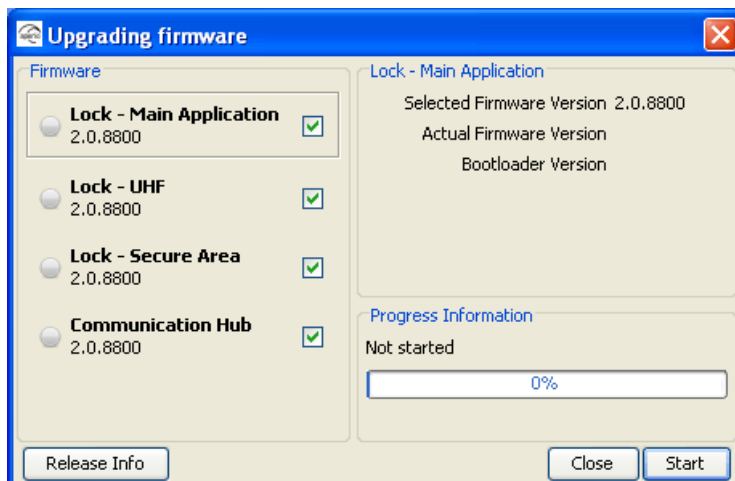 Upgrading firmware
Firmware
Lock - Main Application
2.0.8800
Lock - UHF
2.0.8800
Lock - Secure Area
2.0.8800
Communication Hub
2.0.8800
Lock - Main Application
Selected Firmware Version 2.0.8800
Actual Firmware Version
Bootloader Version
Progress Information
Not started
0%
Release Info
Close
Start